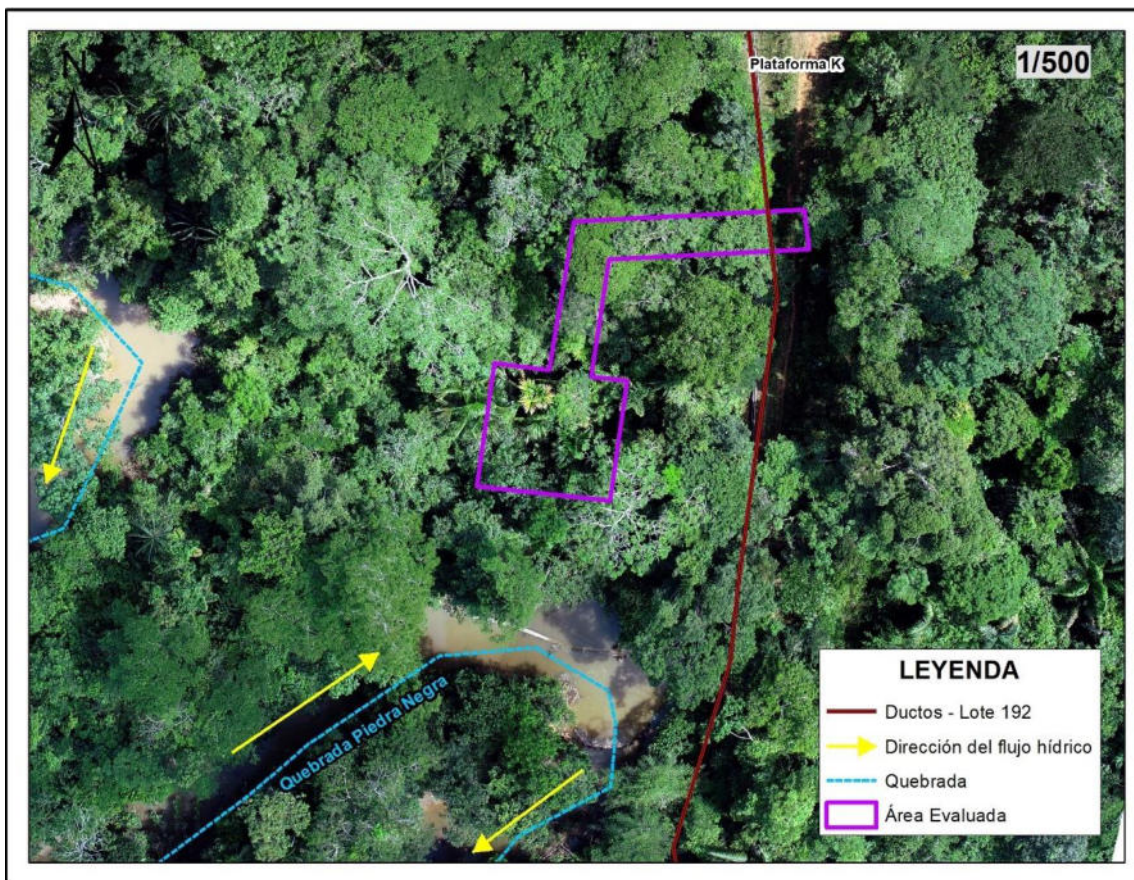 Plataforma K
1/500
Quebrada Piedra Negra
LEYENDA
Ductos - Lote 192
Dirección del flujo hídrico
Quebrada
Área Evaluada